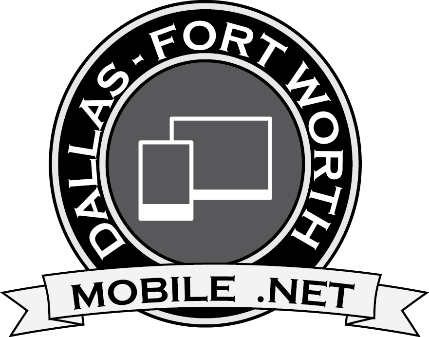 DALLAS - FORT WORTH
MOBILE .NET